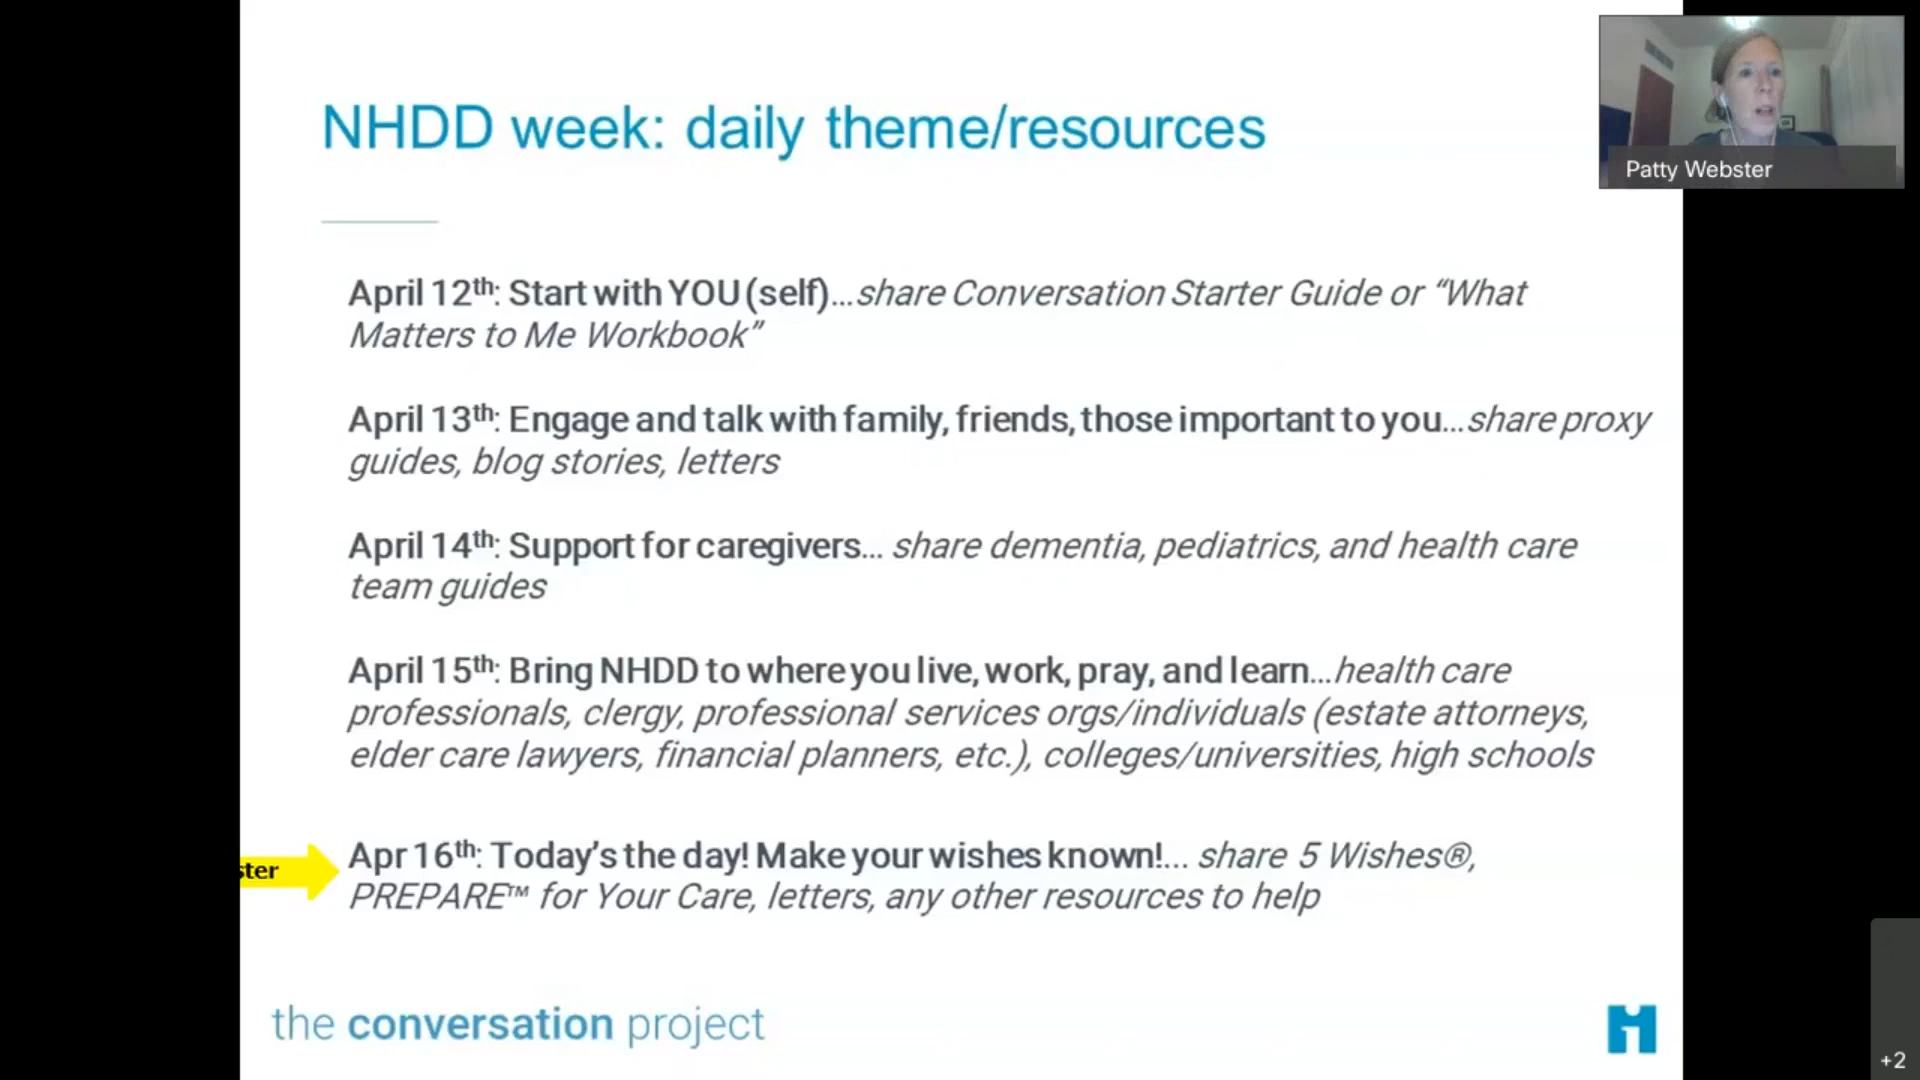 NHDD week: daily theme/resources
Patty Webster
April 12th: Start with YOU (self)...share Conversation Starter Guide or “What
Matters to Me Workbook”
April 13th: Engage and talk with family, friends, those important to you...share proxy
guides, blog stories, letters
April 14th: Support for caregivers... share dementia, pediatrics, and health care
team guides
April 15th: Bring NHDD to where you live, work, pray, and learn...health care
professionals, clergy, professional services orgs/individuals (estate attorneys,
elder care lawyers, financial planners, etc.), colleges/universities, high schools
ster
Apr 16th: Today’s the day! Make your wishes known!... share 5 Wishes®,
PREPARE™ for Your Care, letters, any other resources to help
the conversation project
+2